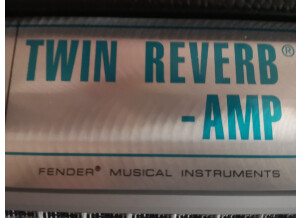 TWIN REVERB®
-AMP
FENDER® MUSICAL INSTRUMENTS